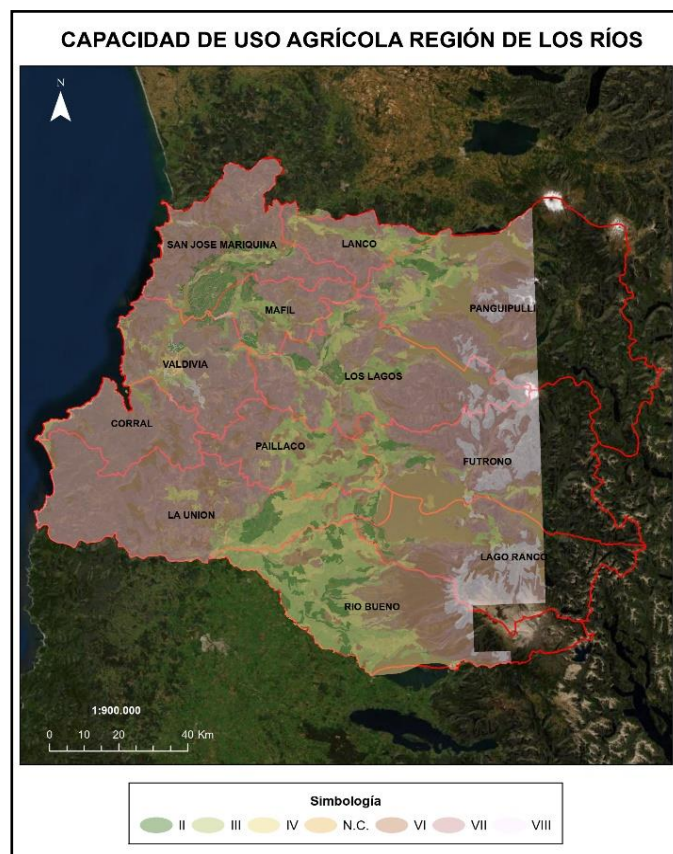 CAPACIDAD DE USO AGRÍCOLA REGIÓN DE LOS RÍOS
N
SAN JOSE MARIQUINA
LANCO
MAFIL
PANGUIPULLI
VALDIVIA
LOS LAGOS
CORRAL
PAILLACO
FUTRONO
LA UNION
LAGO RANCO
RIO BUENO
1:900.000
0 10 20 40 Km
Simbología
II III IV N.C. VI VII VIII